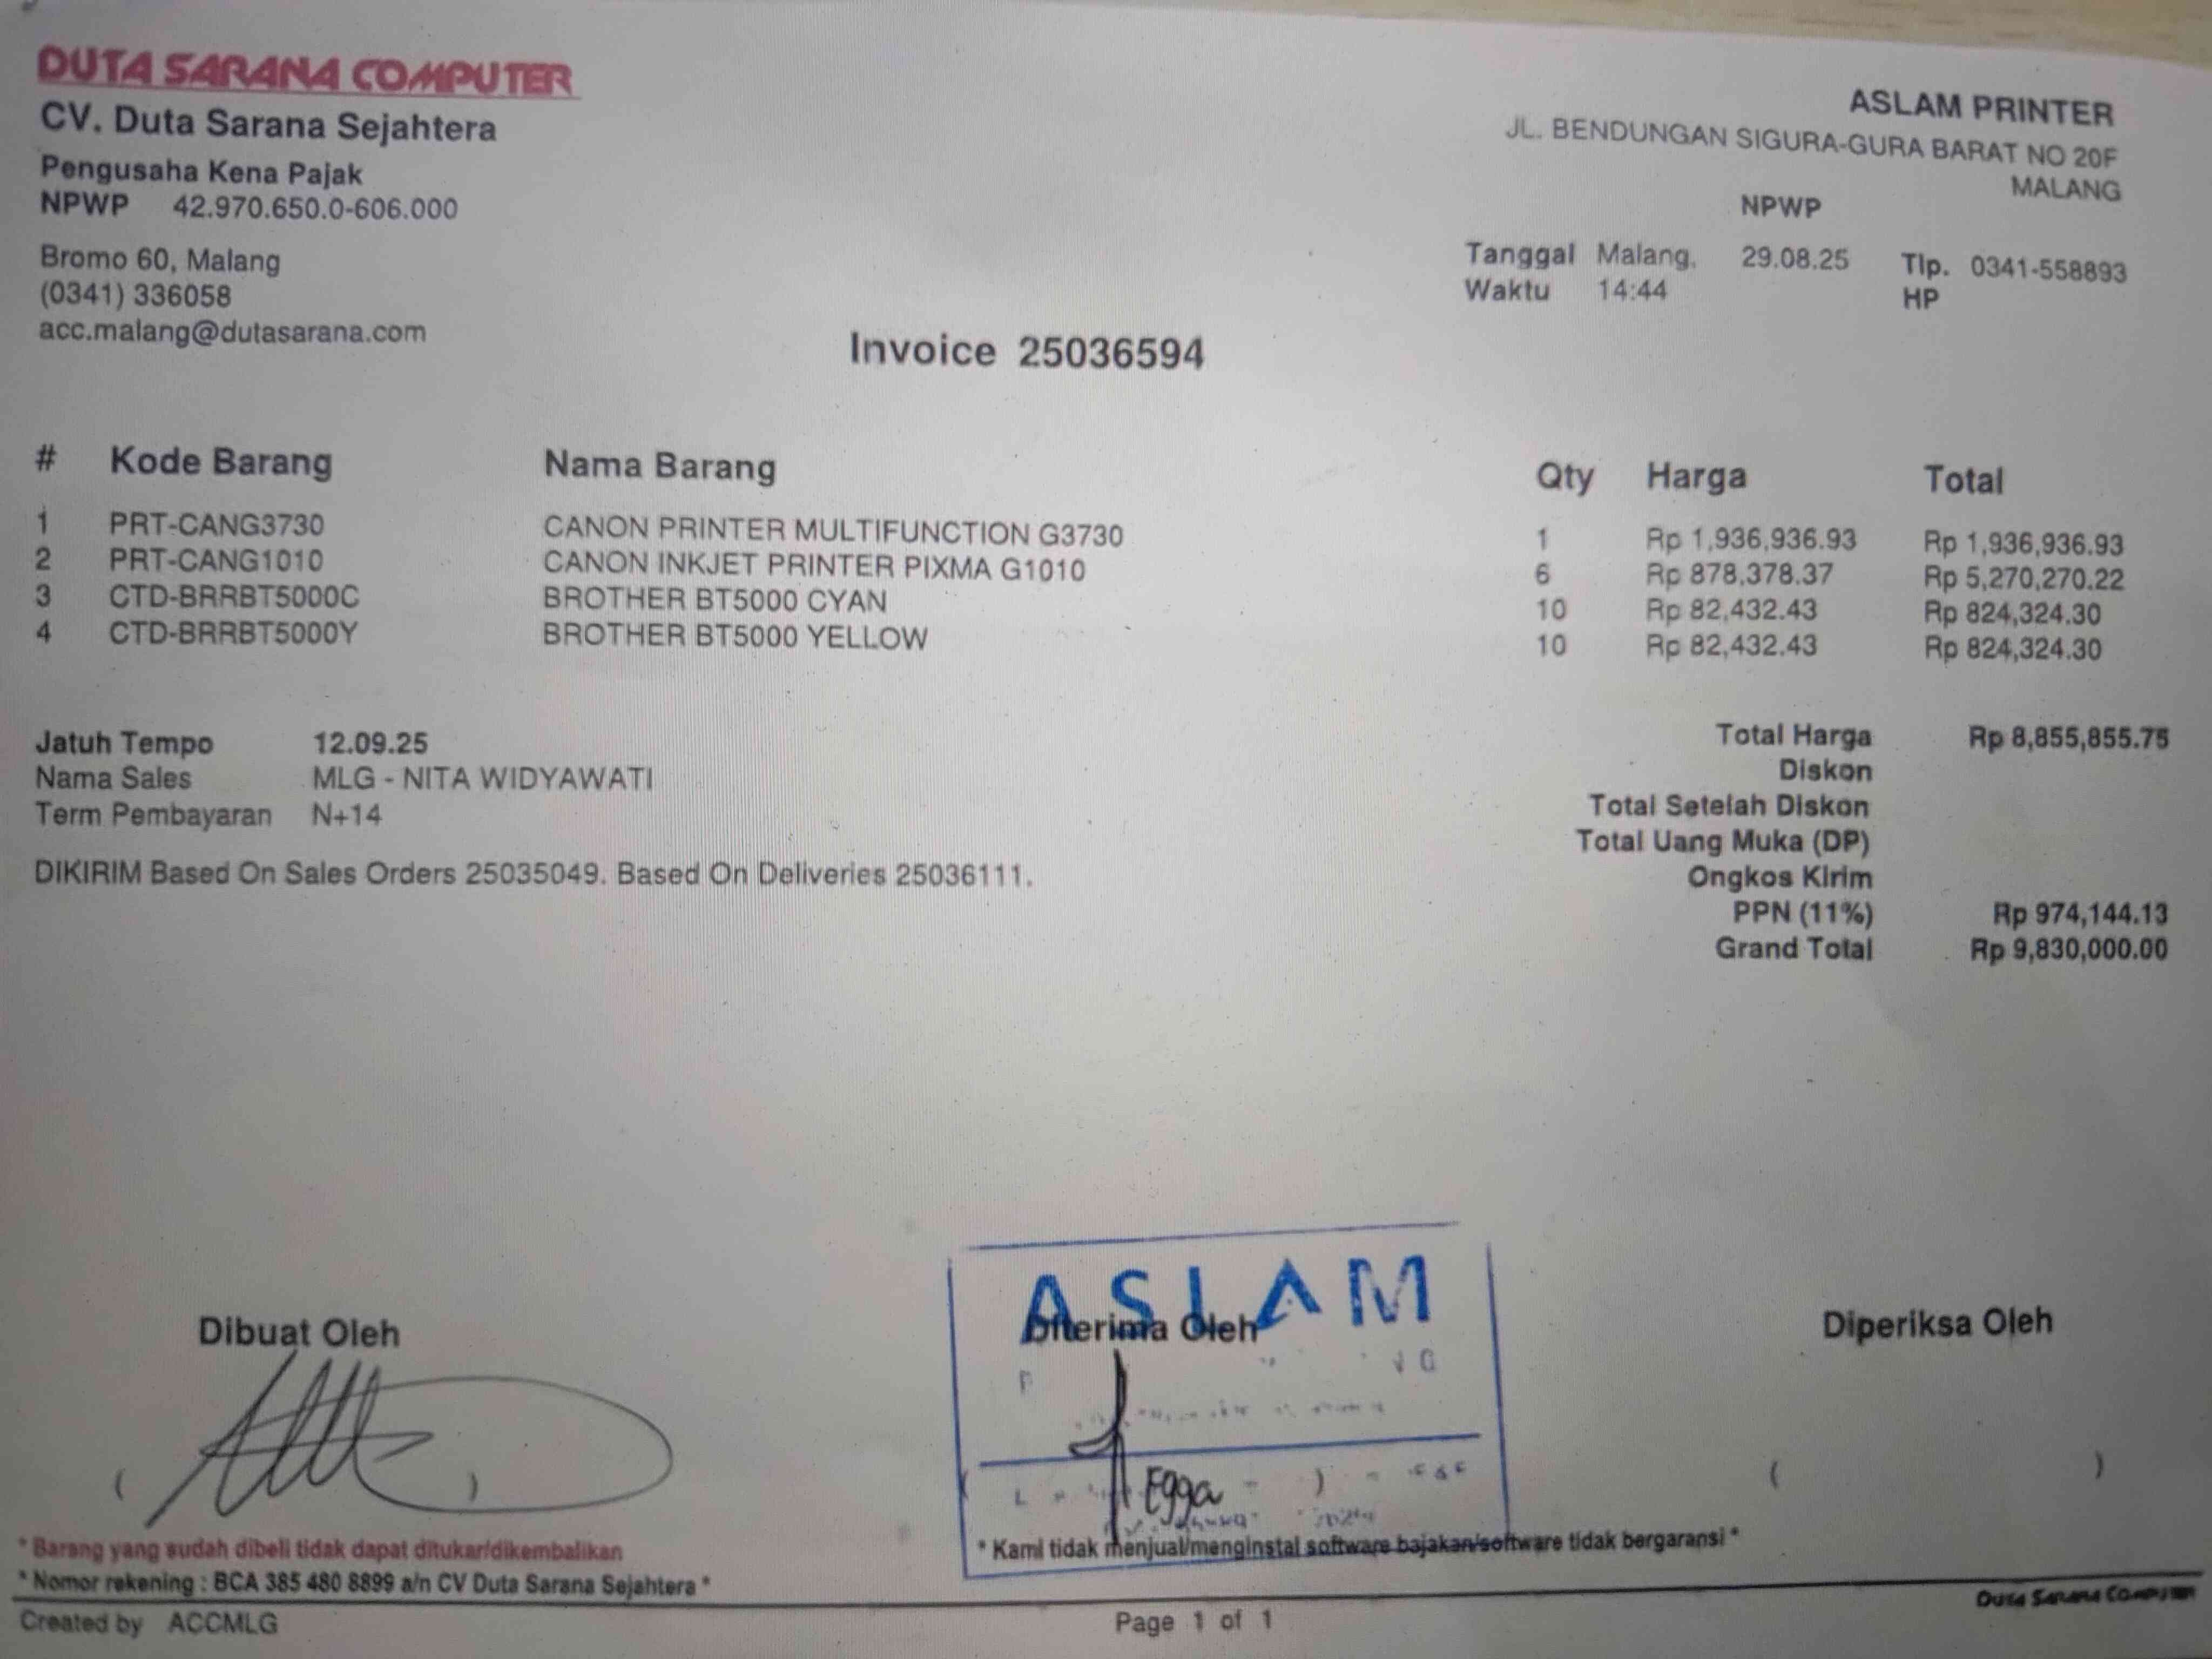 DUTA SARANA COMPUTER
CV. Duta Sarana Sejahtera
Pengusaha Kena Pajak
NPWP 42.970.650.0-606.000
Bromo 60, Malang
(0341) 336058
acc.malang@dutasarana.com
ASLAM PRINTER
JL. BENDUNGAN SIGURA-GURA BARAT NO 20F
MALANG
NPWP
Tanggal Malang, 29.08.25 Tlp. 0341-558893
Waktu 14:44 HP
Invoice 25036594
# Kode Barang Nama Barang Qty Harga Total
1 PRT-CANG3730 CANON PRINTER MULTIFUNCTION G3730 1 Rp 1,936,936.93 Rp 1,936,936.93
2 PRT-CANG1010 CANON INKJET PRINTER PIXMA G1010 6 Rp 878,378.37 Rp 5,270,270.22
3 CTD-BRRBT5000C BROTHER BT5000 CYAN 10 Rp 82,432.43 Rp 824,324.30
4 CTD-BRRBT5000Y BROTHER BT5000 YELLOW 10 Rp 82,432.43 Rp 824,324.30
Jatuh Tempo 12.09.25
Nama Sales MLG - NITA WIDYAWATI
Term Pembayaran N+14
DIKIRIM Based On Sales Orders 25035049. Based On Deliveries 25036111.
Total Harga Rp 8,855,855.75
Diskon
Total Setelah Diskon
Total Uang Muka (DP)
Ongkos Kirim
PPN (11%) Rp 974,144.13
Grand Total Rp 9,830,000.00
Dibuat Oleh
ASLAM
Diterima Oleh
Egga
Diperiksa Oleh
( )
* Barang yang sudah dibeli tidak dapat ditukar/dikembalikan
* Kami tidak menjual/menginstal software bajakan/software tidak bergaransi *
* Nomor rekening : BCA 385 480 8899 a/n CV Duta Sarana Sejahtera *
DUTA SARANA COMPUTER
Created by ACCMLG
Page 1 of 1